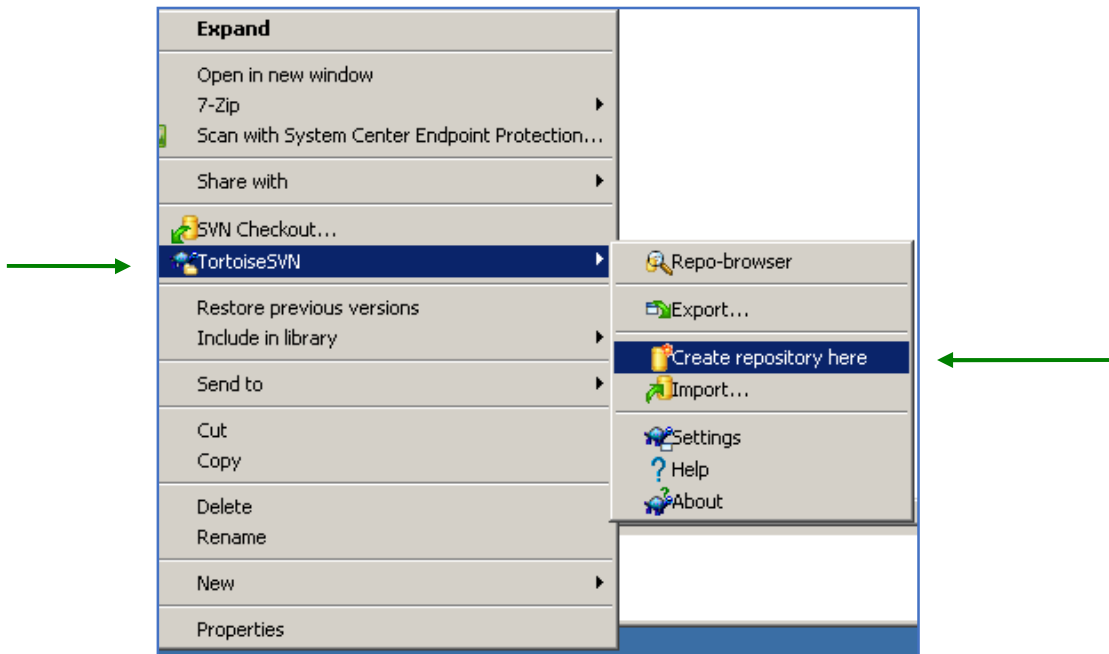 Expand
Open in new window
7-Zip
Scan with System Center Endpoint Protection...
Share with
SVN Checkout...
TortoiseSVN
Restore previous versions
Include in library
Send to
Cut
Copy
Delete
Rename
New
Properties
Repo-browser
Export...
Create repository here
Import...
Settings
Help
About